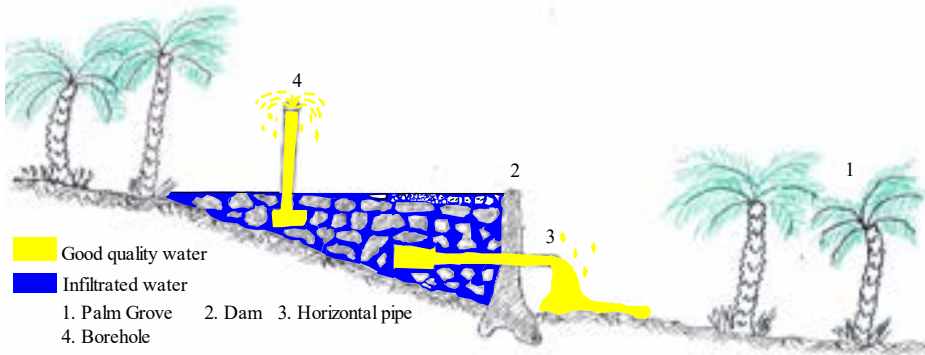 4
2
1
3
Good quality water
Infiltrated water
1. Palm Grove 2. Dam 3. Horizontal pipe
4. Borehole